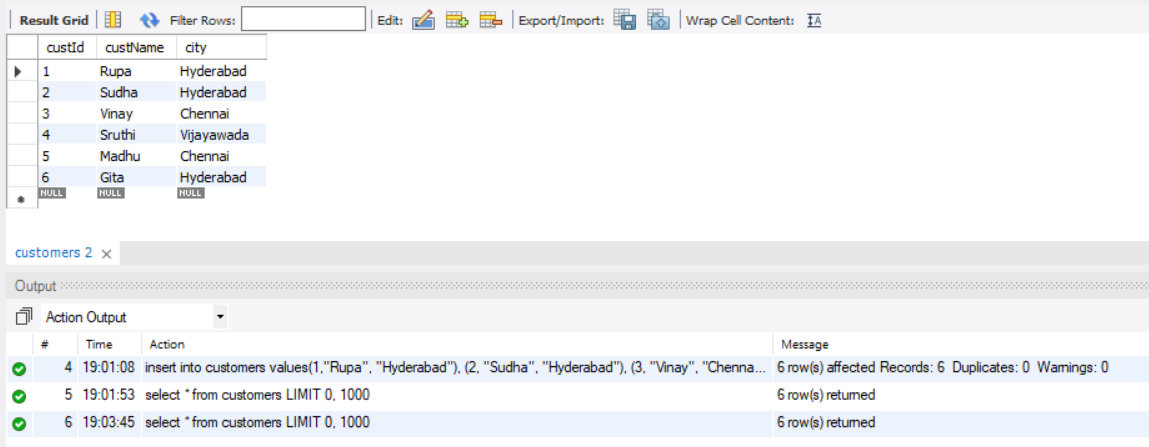 Result Grid Filter Rows: Edit: Export/Import: Wrap Cell Content: IA
custId custName city
1 Rupa Hyderabad
2 Sudha Hyderabad
3 Vinay Chennai
4 Sruthi Vijayawada
5 Madhu Chennai
6 Gita Hyderabad
NULL NULL NULL
customers 2
Output
Action Output
# Time Action Message
4 19:01:08 insert into customers values(1,"Rupa", "Hyderabad"), (2, "Sudha", "Hyderabad"), (3, "Vinay", "Chenna... 6 row(s) affected Records: 6 Duplicates: 0 Warnings: 0
5 19:01:53 select * from customers LIMIT 0, 1000 6 row(s) returned
6 19:03:45 select * from customers LIMIT 0, 1000 6 row(s) returned